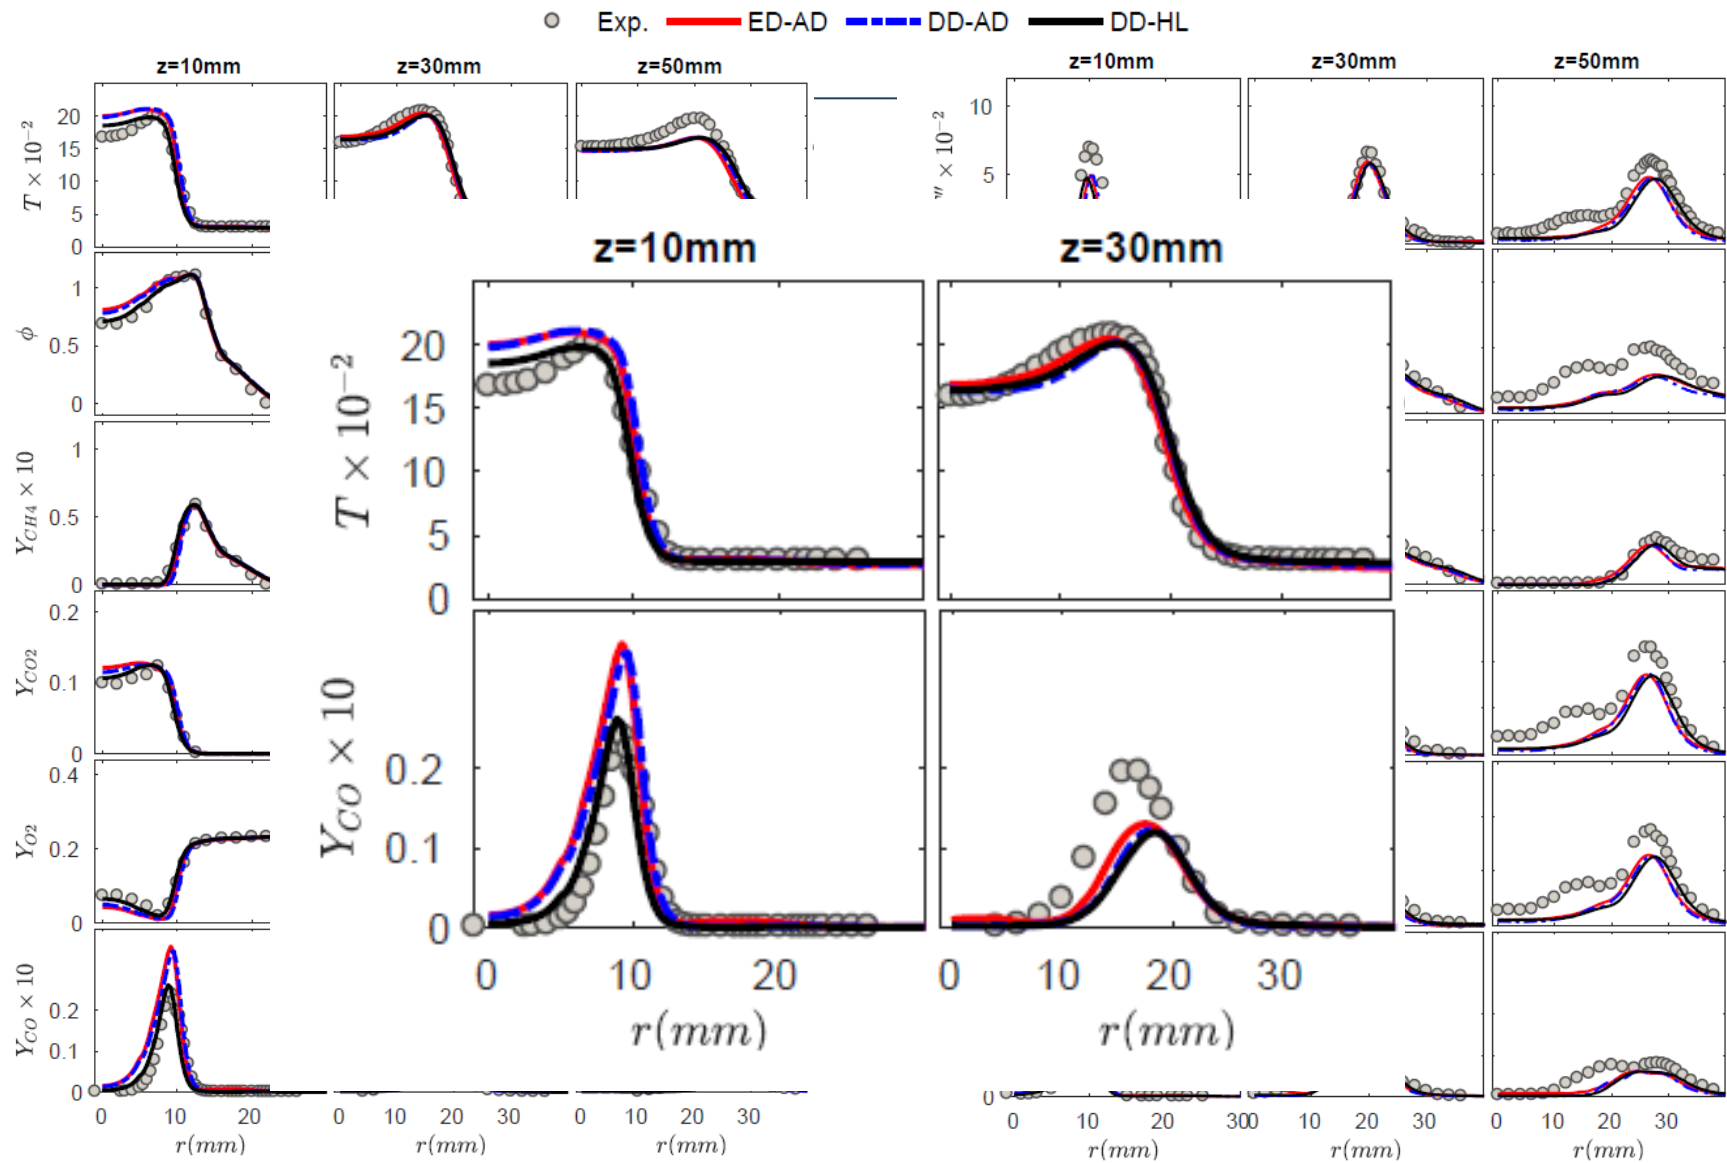 Exp. ED-AD DD-AD DD-HL
z=10mm z=30mm z=50mm z=10mm z=30mm z=50mm
T × 10⁻²
20
15
10
5
0
ϕ
1
0.5
0
Y_CH4 × 10
1
0.5
0
Y_CO2
0.2
0.1
0
Y_O2
0.4
0.2
0
Y_CO × 10
0.2
0.1
0
0 10 20
r(mm)
0 10 20 30
r(mm)
0 10 20 30
r(mm)
z=10mm z=30mm
T × 10⁻²
20
15
10
5
0
Y_CO × 10
0.2
0.1
0
0 10 20
r(mm)
0 10 20 30
r(mm)
‴ × 10⁻²
10
5
0
0 10 20 30
r(mm)
0 10 20 30
r(mm)
0 10 20 30
r(mm)